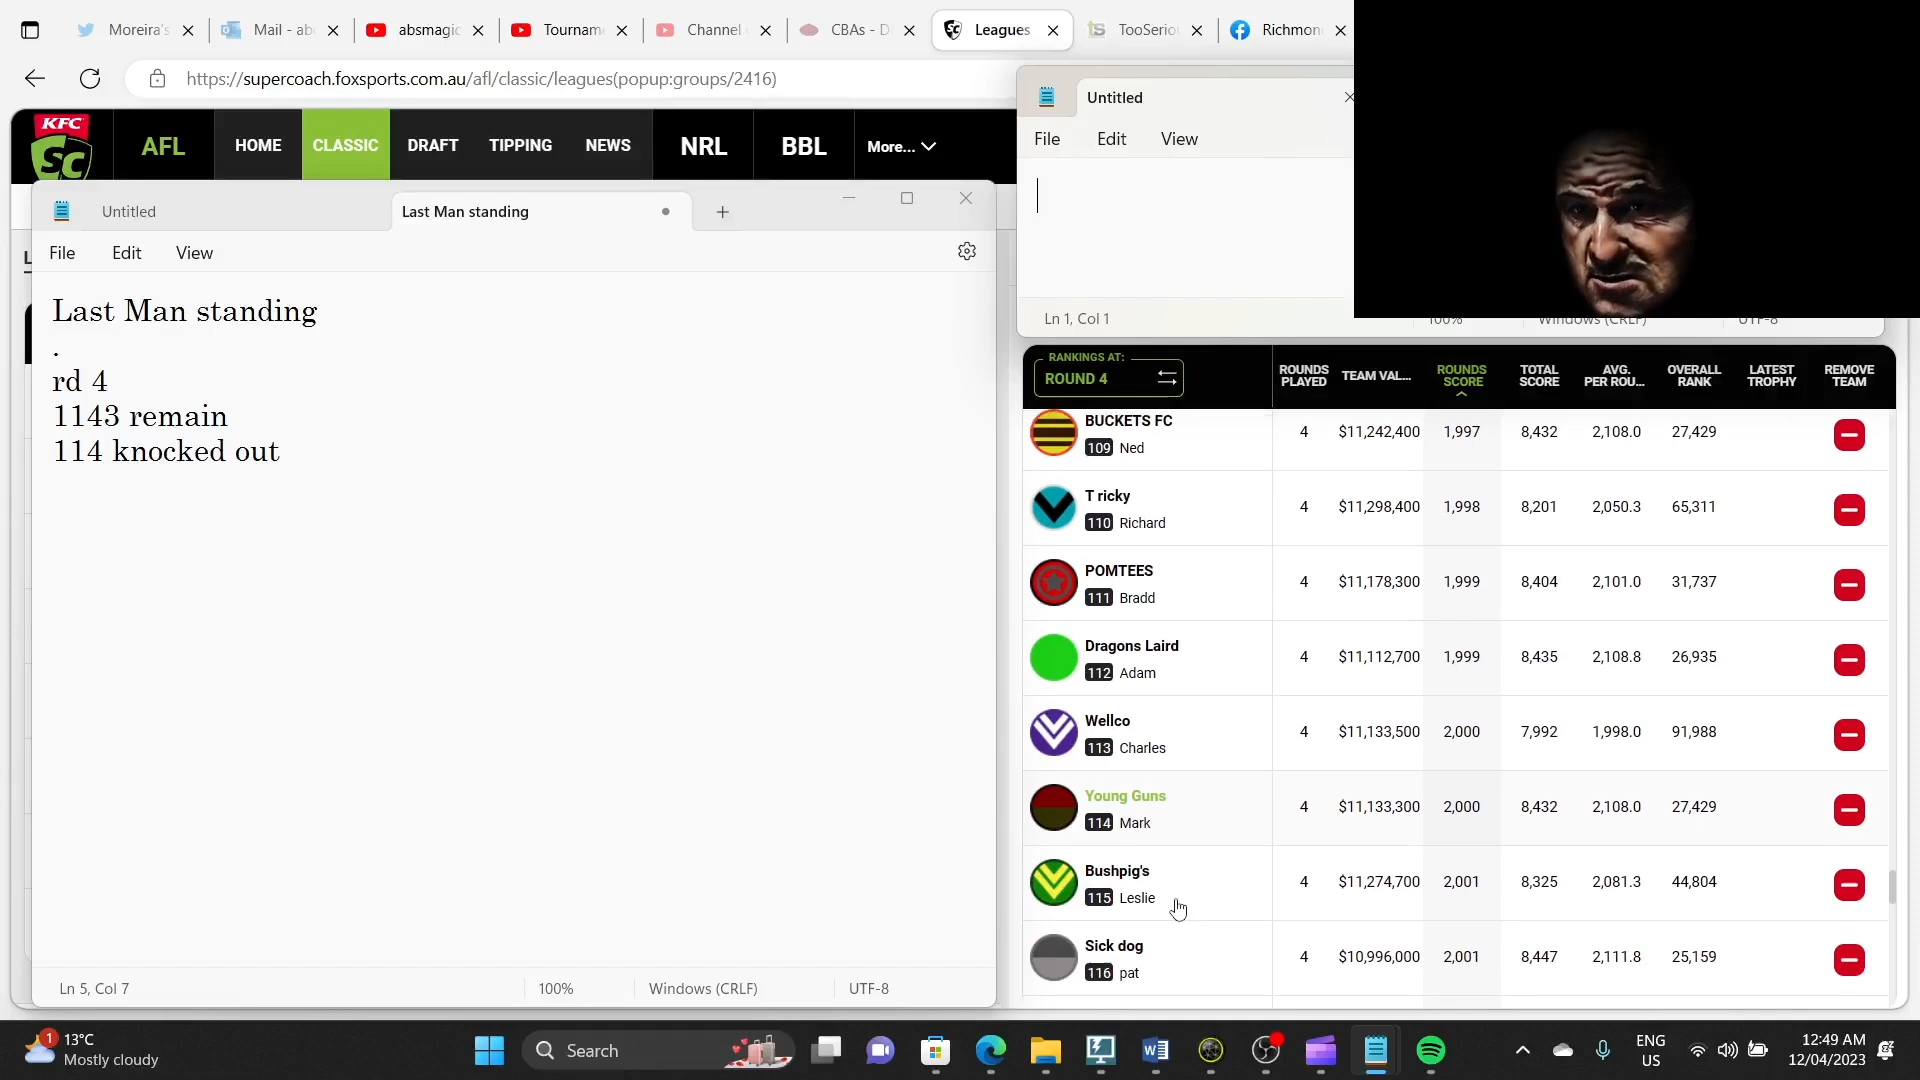 Moreira's
Mail - ab
absmagic
Tournam
Channel
CBAs - D
Leagues
TooSerio
Richmon
https://supercoach.foxsports.com.au/afl/classic/leagues(popup:groups/2416)
KFC
SC
AFL
HOME
CLASSIC
DRAFT
TIPPING
NEWS
NRL
BBL
More...
Untitled
File Edit View
Ln 1, Col 1
100%
Windows (CRLF)
UTF-8
Untitled
Last Man standing
File Edit View
Last Man standing
.
rd 4
1143 remain
114 knocked out
Ln 5, Col 7
100%
Windows (CRLF)
UTF-8
RANKINGS AT:
ROUND 4
ROUNDS PLAYED
TEAM VAL...
ROUNDS SCORE
TOTAL SCORE
AVG. PER ROU...
OVERALL RANK
LATEST TROPHY
REMOVE TEAM
BUCKETS FC
109 Ned
4 $11,242,400 1,997 8,432 2,108.0 27,429
T ricky
110 Richard
4 $11,298,400 1,998 8,201 2,050.3 65,311
POMTEES
111 Bradd
4 $11,178,300 1,999 8,404 2,101.0 31,737
Dragons Laird
112 Adam
4 $11,112,700 1,999 8,435 2,108.8 26,935
Wellco
113 Charles
4 $11,133,500 2,000 7,992 1,998.0 91,988
Young Guns
114 Mark
4 $11,133,300 2,000 8,432 2,108.0 27,429
Bushpig's
115 Leslie
4 $11,274,700 2,001 8,325 2,081.3 44,804
Sick dog
116 pat
4 $10,996,000 2,001 8,447 2,111.8 25,159
1
13°C
Mostly cloudy
Search
ENG
US
12:49 AM
12/04/2023